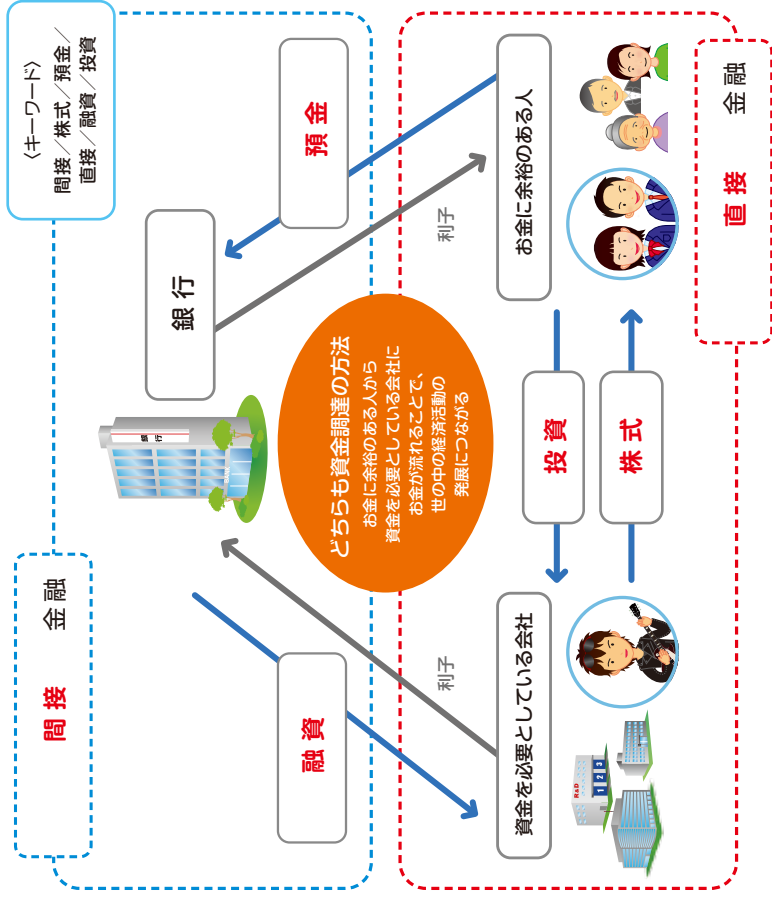 間接 金融
〈キーワード〉
間接／株式／預金／
直接／融資／投資
銀行
銀行
BANK
融資
預金
利子
利子
どちらも資金調達の方法
お金に余裕のある人から
資金を必要としている会社に
お金が流れることで、
世の中の経済活動の
発展につながる
資金を必要としている会社
R&D
1 2 3
投資
株式
お金に余裕のある人
直接 金融